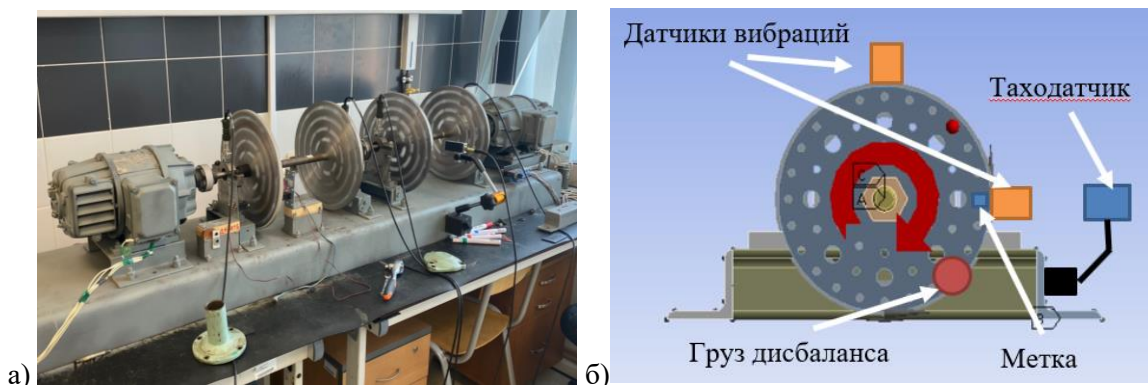 Датчики вибраций
Таходатчик
C
A
B
Груз дисбаланса
Метка
а)
б)